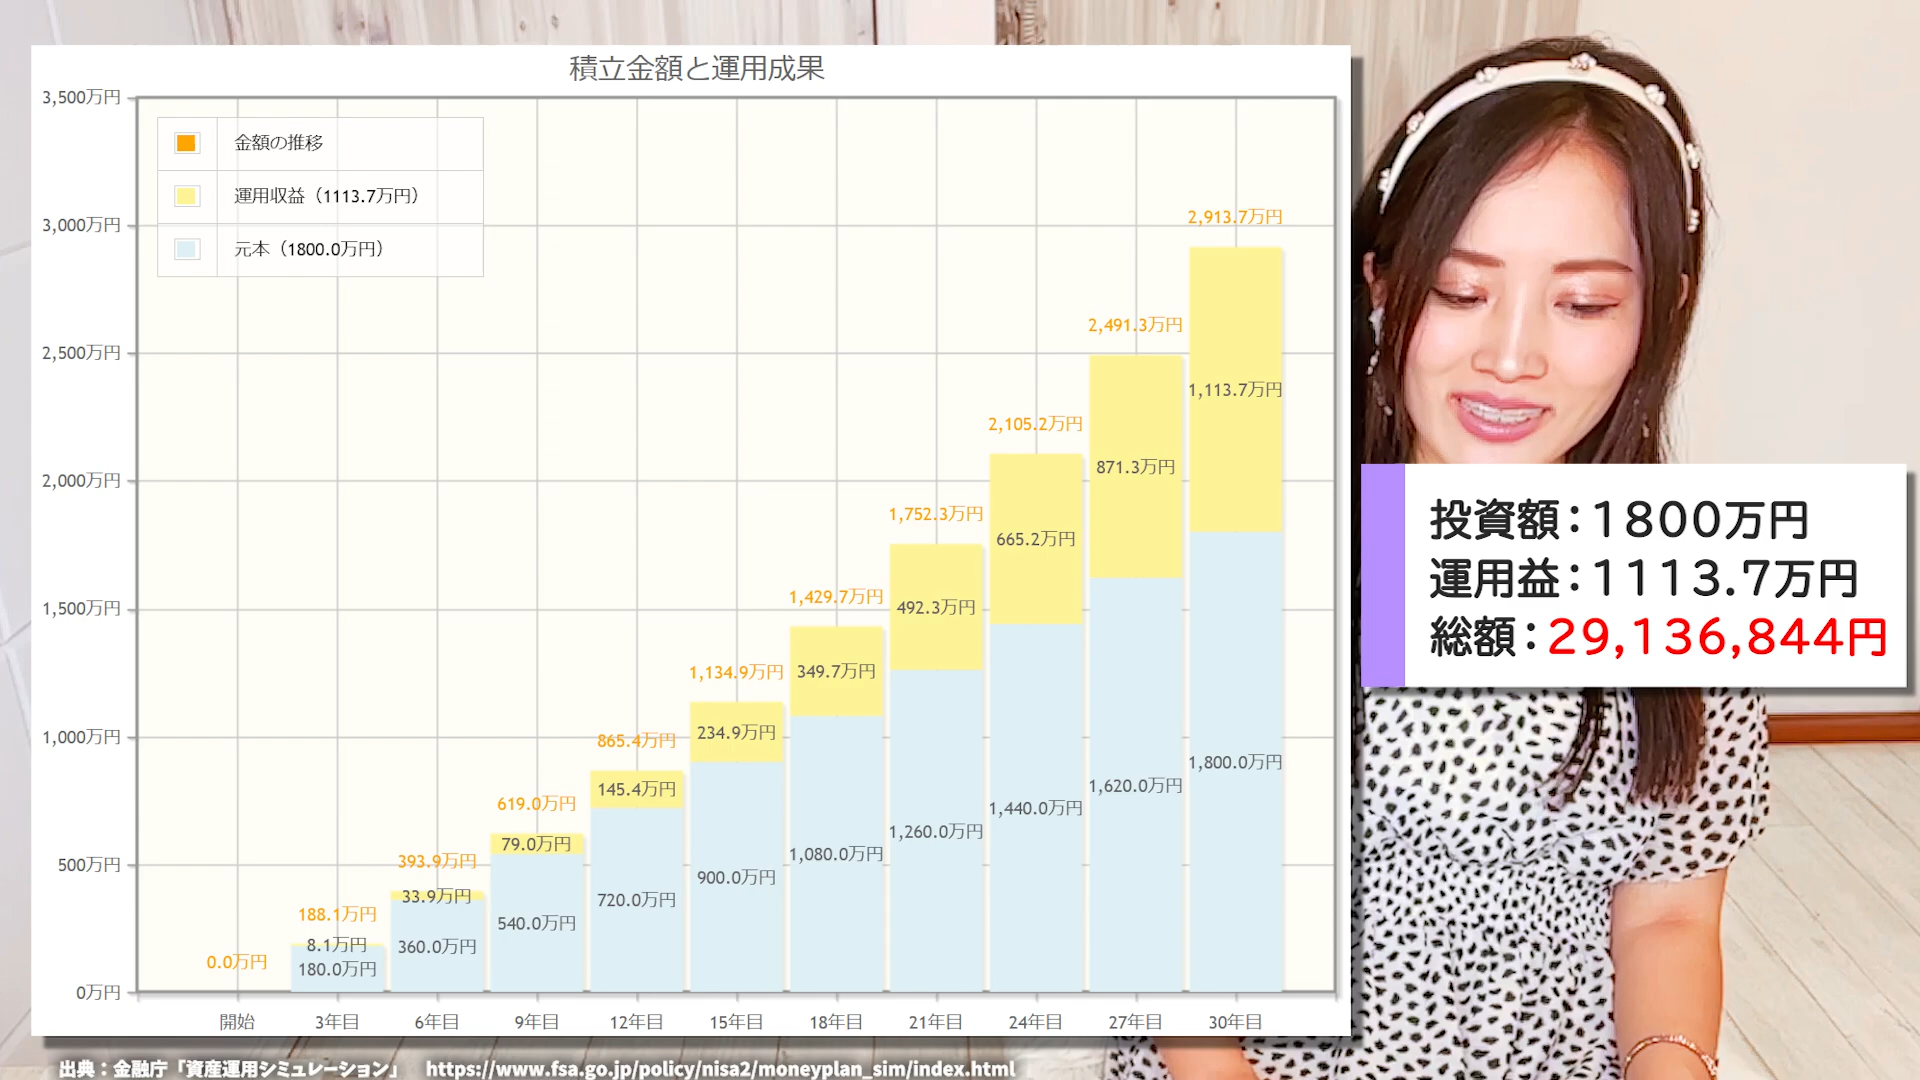 積立金額と運用成果
3,500万円
3,000万円
2,500万円
2,000万円
1,500万円
1,000万円
500万円
0万円
金額の推移
運用収益（1113.7万円）
元本（1800.0万円）
0.0万円
188.1万円
8.1万円
180.0万円
393.9万円
33.9万円
360.0万円
619.0万円
79.0万円
540.0万円
865.4万円
145.4万円
720.0万円
1,134.9万円
234.9万円
900.0万円
1,429.7万円
349.7万円
1,080.0万円
1,752.3万円
492.3万円
1,260.0万円
2,105.2万円
665.2万円
1,440.0万円
2,491.3万円
871.3万円
1,620.0万円
2,913.7万円
1,113.7万円
1,800.0万円
開始 3年目 6年目 9年目 12年目 15年目 18年目 21年目 24年目 27年目 30年目
投資額：1800万円
運用益：1113.7万円
総額：29,136,844円
出典：金融庁「資産運用シミュレーション」 https://www.fsa.go.jp/policy/nisa2/moneyplan_sim/index.html